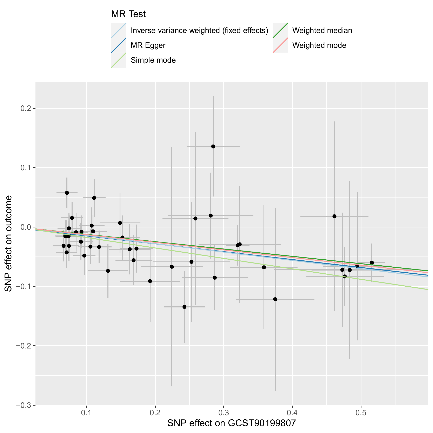 MR Test
Inverse variance weighted (fixed effects)
MR Egger
Simple mode
Weighted median
Weighted mode
SNP effect on outcome
0.2
0.1
0.0
−0.1
−0.2
−0.3
0.1
0.2
0.3
0.4
0.5
SNP effect on GCST90199807